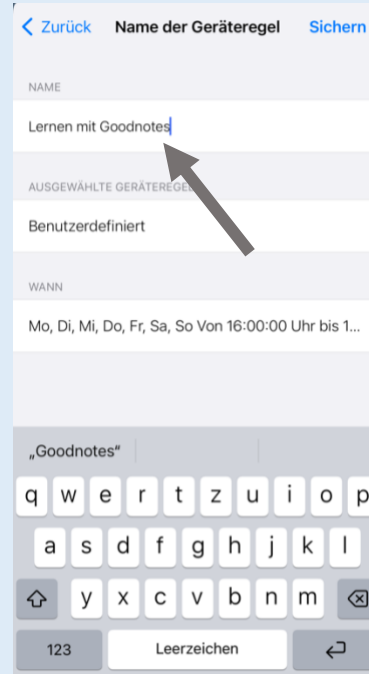 Zurück Name der Geräteregel Sichern
NAME
Lernen mit Goodnotes
AUSGEWÄHLTE GERÄTEREGEL
Benutzerdefiniert
WANN
Mo, Di, Mi, Do, Fr, Sa, So Von 16:00:00 Uhr bis 1...
„Goodnotes“
q w e r t z u i o p
a s d f g h j k l
y x c v b n m
123 Leerzeichen